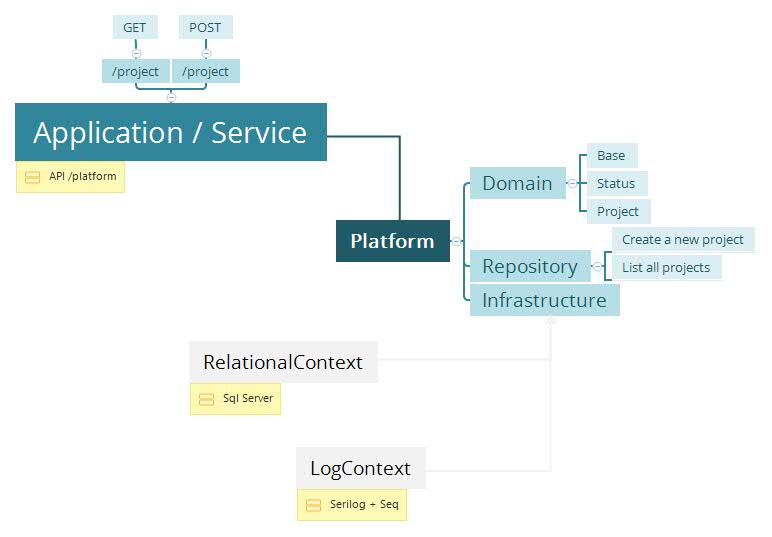 GET
POST
/project
/project
Application / Service
API /platform
Platform
Domain
Base
Status
Project
Repository
Create a new project
List all projects
Infrastructure
RelationalContext
Sql Server
LogContext
Serilog + Seq